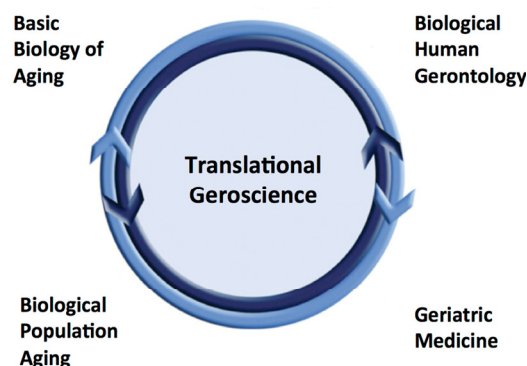 Basic
Biology of
Aging
Biological
Human
Gerontology
Translational
Geroscience
Biological
Population
Aging
Geriatric
Medicine